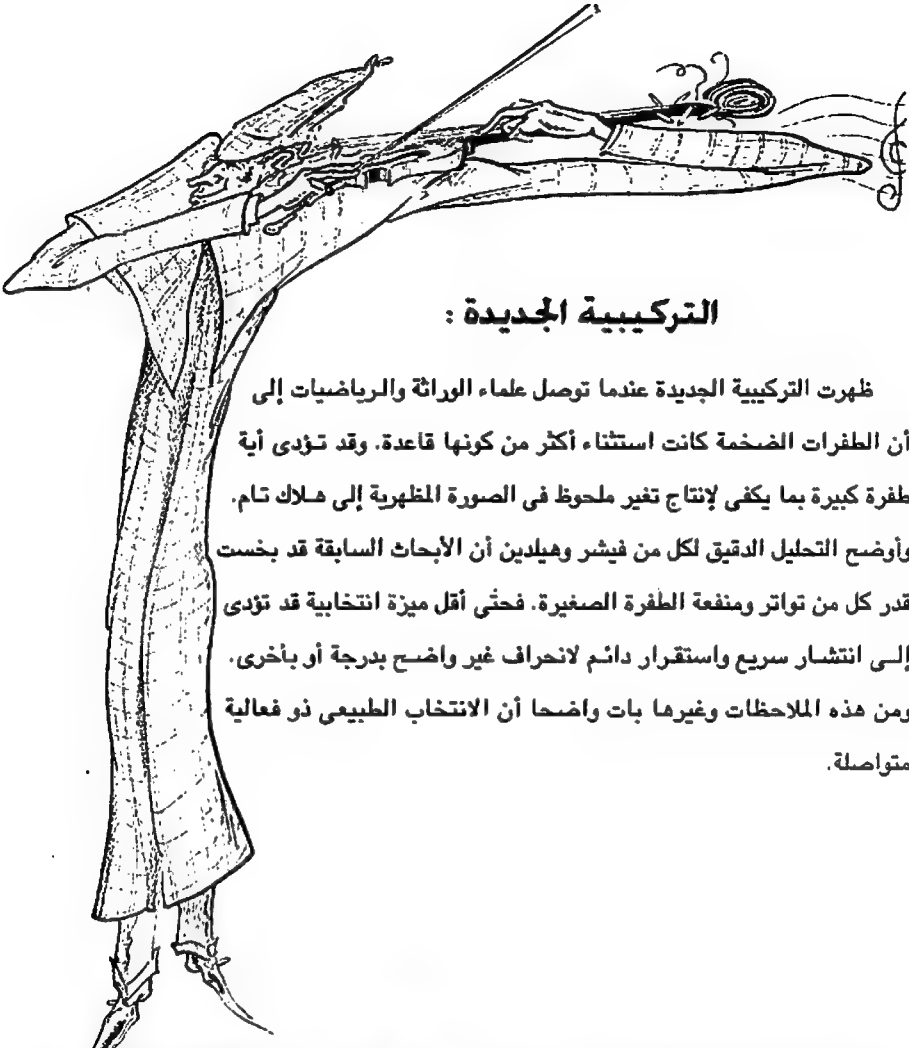 التركيبية الجديدة :
ظهرت التركيبية الجديدة عندما توصل علماء الوراثة والرياضيات إلى
أن الطفرات الضخمة كانت استثناء أكثر من كونها قاعدة. وقد تؤدى أية
طفرة كبيرة بما يكفى لإنتاج تغير ملحوظ فى الصورة المظهرية إلى هلاك تام.
وأوضح التحليل الدقيق لكل من فيشر وهيلدين أن الأبحاث السابقة قد بخست
قدر كل من تواتر ومنفعة الطفرة الصغيرة. فحتى أقل ميزة انتخابية قد تؤدى
إلى انتشار سريع واستقرار دائم لانحراف غير واضح بدرجة أو بأخرى.
ومن هذه الملاحظات وغيرها بات واضحا أن الانتخاب الطبيعى ذو فعالية
متواصلة.